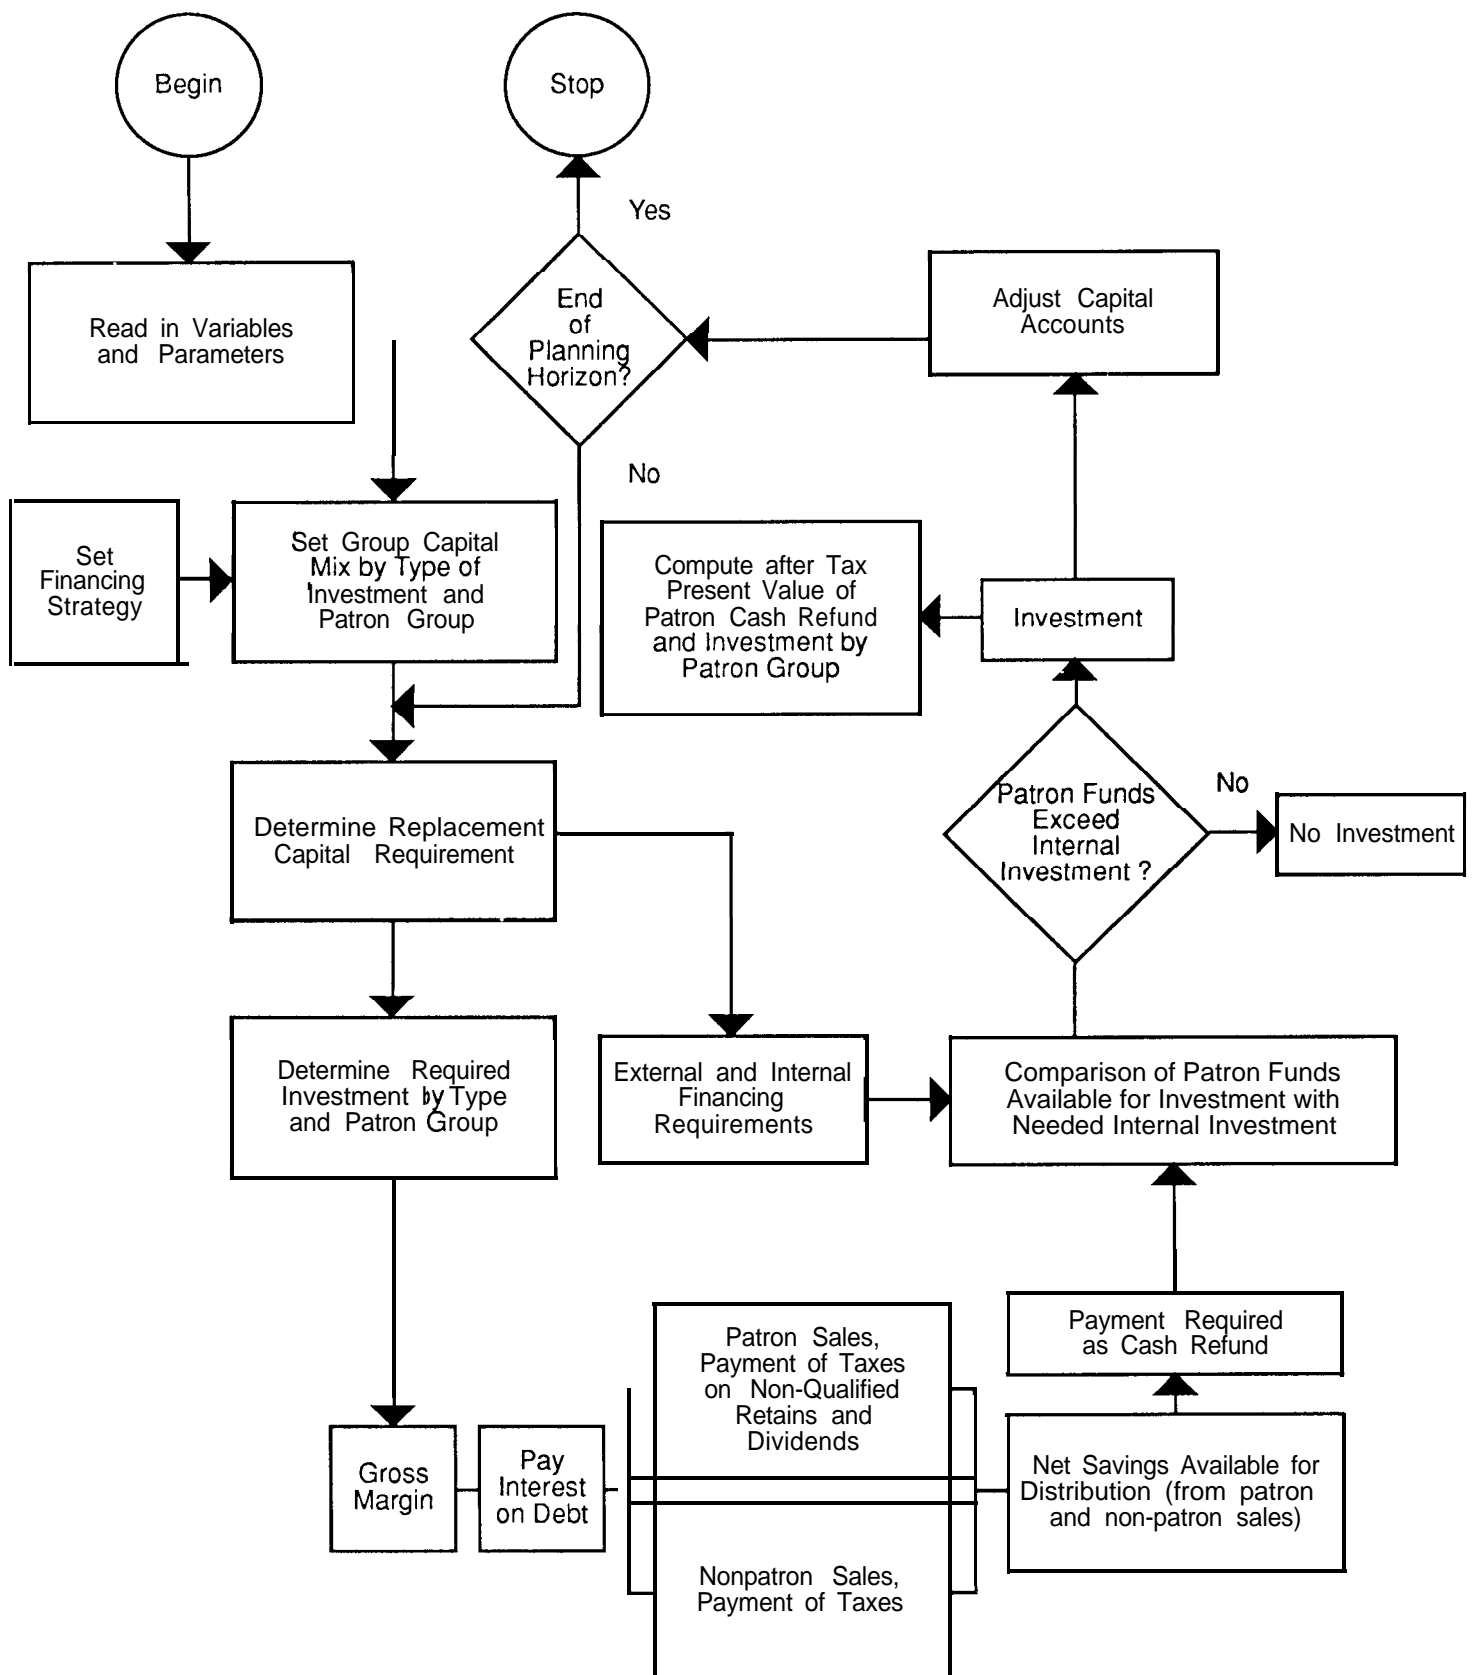 Begin
Stop
Yes
Read in Variables
and Parameters
End
of
Planning
Horizon?
Adjust Capital
Accounts
No
Set
Financing
Strategy
Set Group Capital
Mix by Type of
Investment and
Patron Group
Compute after Tax
Present Value of
Patron Cash Refund
and Investment by
Patron Group
Investment
Determine Replacement
Capital Requirement
Patron Funds
Exceed
Internal
Investment ?
No
No Investment
Determine Required
Investment by Type
and Patron Group
External and Internal
Financing
Requirements
Comparison of Patron Funds
Available for Investment with
Needed Internal Investment
Payment Required
as Cash Refund
Gross
Margin
Pay
Interest
on Debt
Patron Sales,
Payment of Taxes
on Non-Qualified
Retains and
Dividends
Nonpatron Sales,
Payment of Taxes
Net Savings Available for
Distribution (from patron
and non-patron sales)